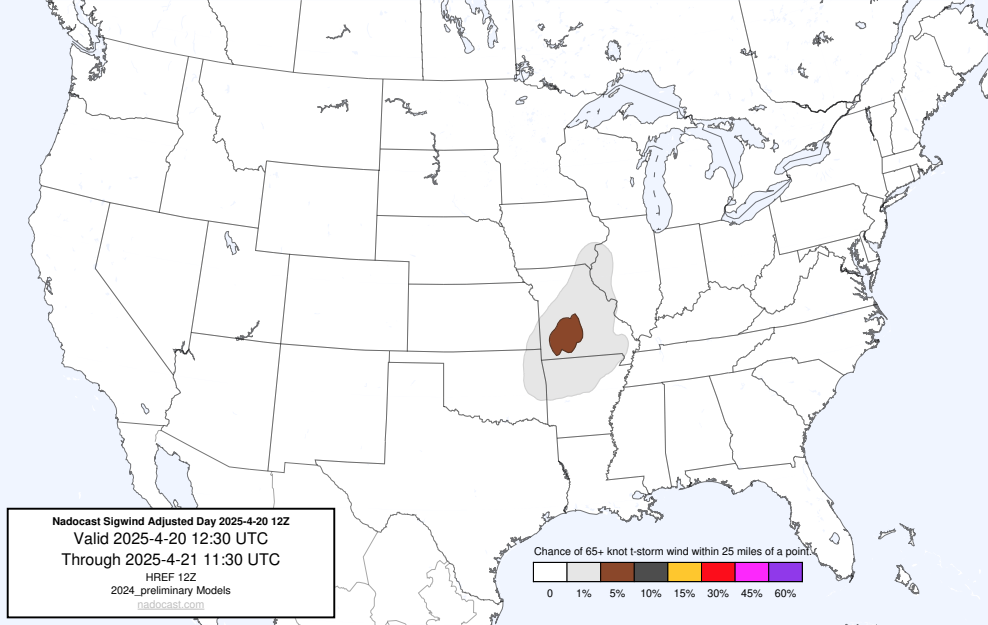 Nadocast Sigwind Adjusted Day 2025-4-20 12Z
Valid 2025-4-20 12:30 UTC
Through 2025-4-21 11:30 UTC
HREF 12Z
2024_preliminary Models
nadocast.com
Chance of 65+ knot t-storm wind within 25 miles of a point.
0 1% 5% 10% 15% 30% 45% 60%